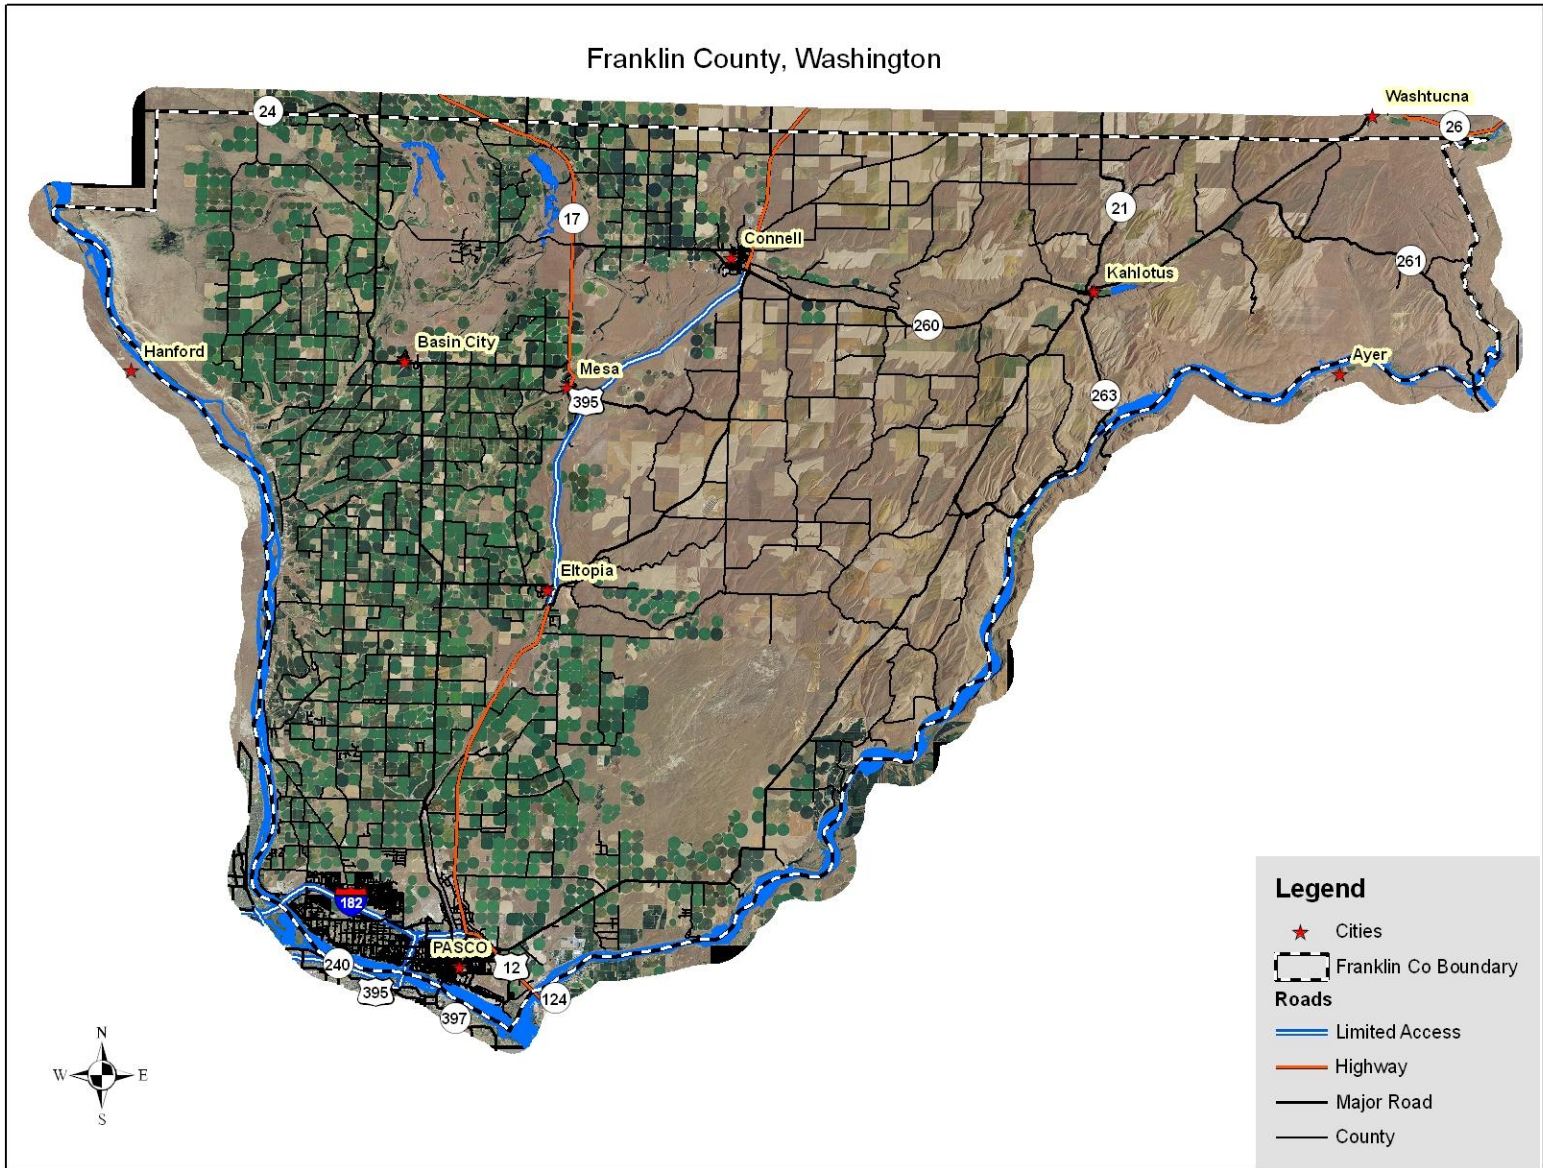 Franklin County, Washington
Washtucna
24
26
21
17
Connell
261
Kahlotus
260
Basin City
Hanford
Mesa
Ayer
395
263
Eltopia
182
PASCO
240
12
395
124
397
Legend
Cities
Franklin Co Boundary
Roads
Limited Access
Highway
Major Road
County
N
W
E
S